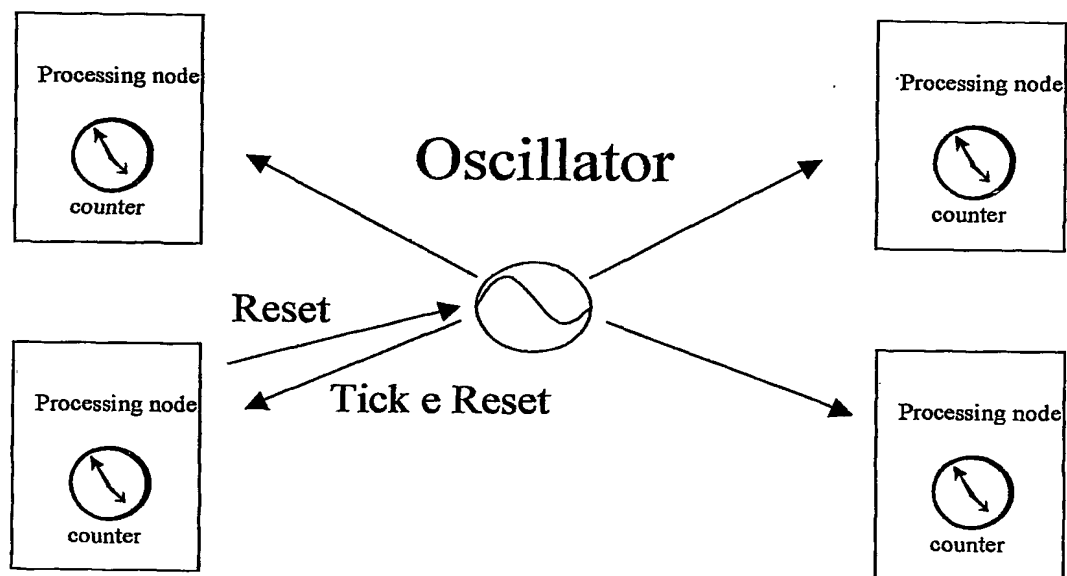 Processing node
counter
Processing node
counter
Oscillator
Reset
Tick e Reset
Processing node
counter
Processing node
counter